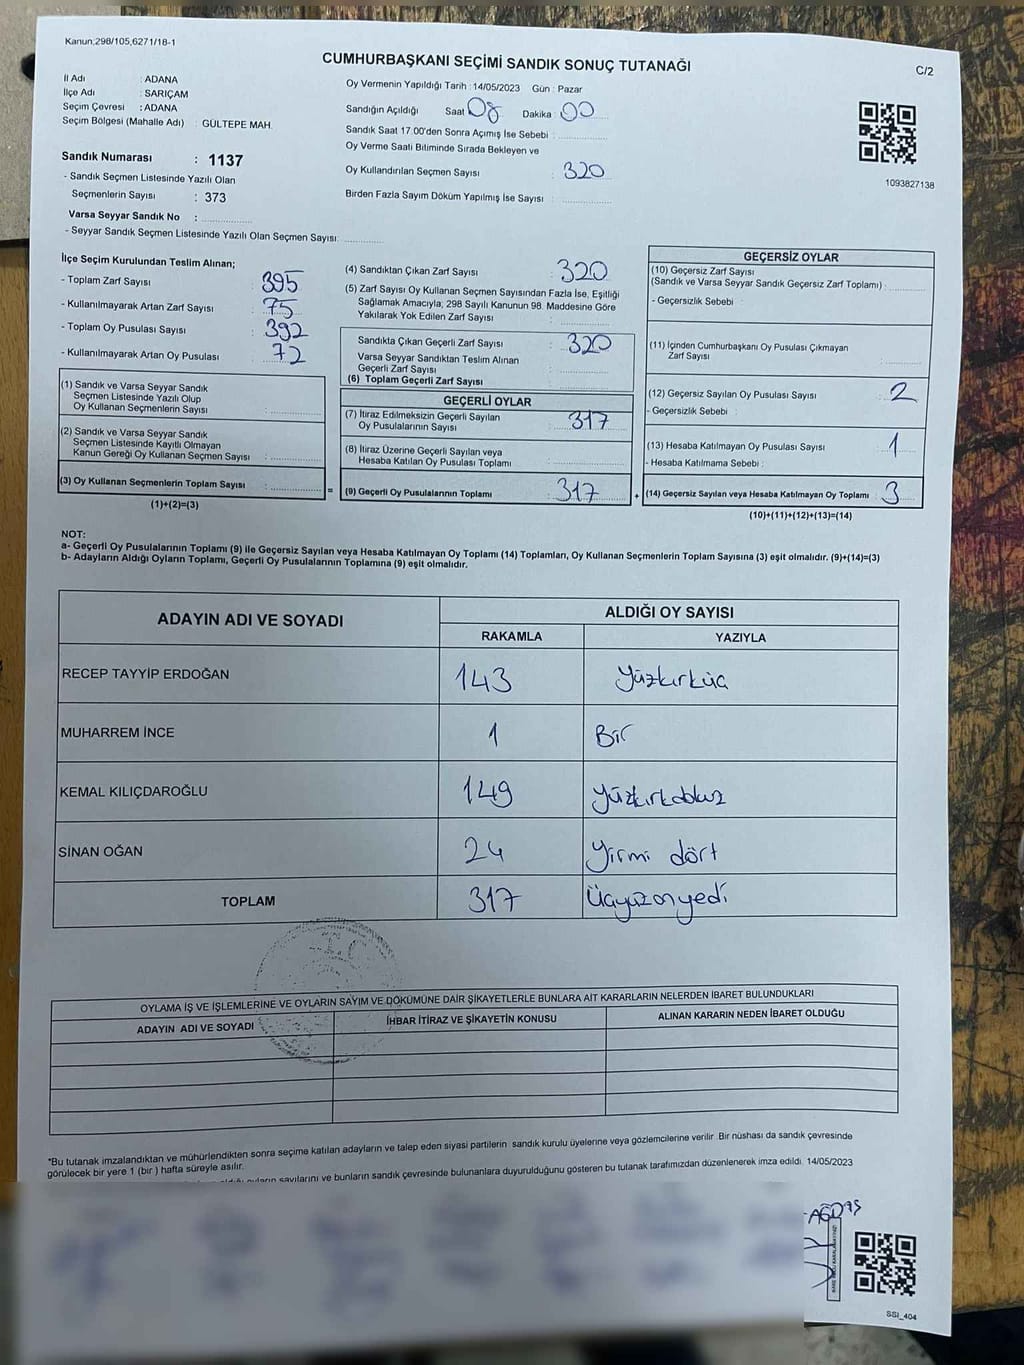 Kanun;298/105,6271/18-1
CUMHURBAŞKANI SEÇİMİ SANDIK SONUÇ TUTANAĞI
C/2
İl Adı : ADANA
İlçe Adı : SARIÇAM
Seçim Çevresi : ADANA
Seçim Bölgesi (Mahalle Adı) : GÜLTEPE MAH.
Oy Vermenin Yapıldığı Tarih : 14/05/2023 Gün : Pazar
Sandığın Açıldığı Saat 08 Dakika : 00
Sandık Saat 17.00'den Sonra Açımış İse Sebebi :
Oy Verme Saati Bitiminde Sırada Bekleyen ve
Oy Kullandırılan Seçmen Sayısı : 320
Birden Fazla Sayım Döküm Yapılmış İse Sayısı :
1093827138
Sandık Numarası : 1137
- Sandık Seçmen Listesinde Yazılı Olan
Seçmenlerin Sayısı : 373
Varsa Seyyar Sandık No :
- Seyyar Sandık Seçmen Listesinde Yazılı Olan Seçmen Sayısı:
İlçe Seçim Kurulundan Teslim Alınan;
- Toplam Zarf Sayısı : 395
- Kullanılmayarak Artan Zarf Sayısı : 75
- Toplam Oy Pusulası Sayısı : 392
- Kullanılmayarak Artan Oy Pusulası : 72
(1) Sandık ve Varsa Seyyar Sandık
Seçmen Listesinde Yazılı Olup
Oy Kullanan Seçmenlerin Sayısı :
(2) Sandık ve Varsa Seyyar Sandık
Seçmen Listesinde Kayıtlı Olmayan
Kanun Gereği Oy Kullanan Seçmen Sayısı :
(3) Oy Kullanan Seçmenlerin Toplam Sayısı :
(1)+(2)=(3)
=
(4) Sandıktan Çıkan Zarf Sayısı : 320
(5) Zarf Sayısı Oy Kullanan Seçmen Sayısından Fazla İse, Eşitliği
Sağlamak Amacıyla; 298 Sayılı Kanunun 98. Maddesine Göre
Yakılarak Yok Edilen Zarf Sayısı :
Sandıkta Çıkan Geçerli Zarf Sayısı : 320
Varsa Seyyar Sandıktan Teslim Alınan
Geçerli Zarf Sayısı :
(6) Toplam Geçerli Zarf Sayısı
GEÇERLİ OYLAR
(7) İtiraz Edilmeksizin Geçerli Sayılan
Oy Pusulalarının Sayısı : 317
(8) İtiraz Üzerine Geçerli Sayılan veya
Hesaba Katılan Oy Pusulası Toplamı :
(9) Geçerli Oy Pusulalarının Toplamı : 317
+
GEÇERSİZ OYLAR
(10) Geçersiz Zarf Sayısı
(Sandık ve Varsa Seyyar Sandık Geçersiz Zarf Toplamı) :
- Geçersizlik Sebebi :
(11) İçinden Cumhurbaşkanı Oy Pusulası Çıkmayan
Zarf Sayısı :
(12) Geçersiz Sayılan Oy Pusulası Sayısı : 2
- Geçersizlik Sebebi :
(13) Hesaba Katılmayan Oy Pusulası Sayısı : 1
- Hesaba Katılmama Sebebi :
(14) Geçersiz Sayılan veya Hesaba Katılmayan Oy Toplamı : 3
(10)+(11)+(12)+(13)=(14)
NOT:
a- Geçerli Oy Pusulalarının Toplamı (9) ile Geçersiz Sayılan veya Hesaba Katılmayan Oy Toplamı (14) Toplamları, Oy Kullanan Seçmenlerin Toplam Sayısına (3) eşit olmalıdır. (9)+(14)=(3)
b- Adayların Aldığı Oyların Toplamı, Geçerli Oy Pusulalarının Toplamına (9) eşit olmalıdır.
ADAYIN ADI VE SOYADI
ALDIĞI OY SAYISI
RAKAMLA YAZIYLA
RECEP TAYYİP ERDOĞAN 143 Yüzkırküç
MUHARREM İNCE 1 Bir
KEMAL KILIÇDAROĞLU 149 Yüzkırkdokuz
SİNAN OĞAN 24 Yirmi dört
TOPLAM 317 Üçyüzonyedi
T.C
OYLAMA İŞ VE İŞLEMLERİNE VE OYLARIN SAYIM VE DÖKÜMÜNE DAİR ŞİKAYETLERLE BUNLARA AİT KARARLARIN NELERDEN İBARET BULUNDUKLARI
ADAYIN ADI VE SOYADI İHBAR İTİRAZ VE ŞİKAYETİN KONUSU ALINAN KARARIN NEDEN İBARET OLDUĞU
*Bu tutanak imzalandıktan ve mühürlendikten sonra seçime katılan adayların ve talep eden siyasi partilerin sandık kurulu üyelerine veya gözlemcilerine verilir. Bir nüshası da sandık çevresinde
görülecek bir yere 1 (bir) hafta süreyle asılır.
oyların sayılarını ve bunların sandık çevresinde bulunanlara duyurulduğunu gösteren bu tutanak tarafımızdan düzenlenerek imza edildi. 14/05/2023
SSI_404